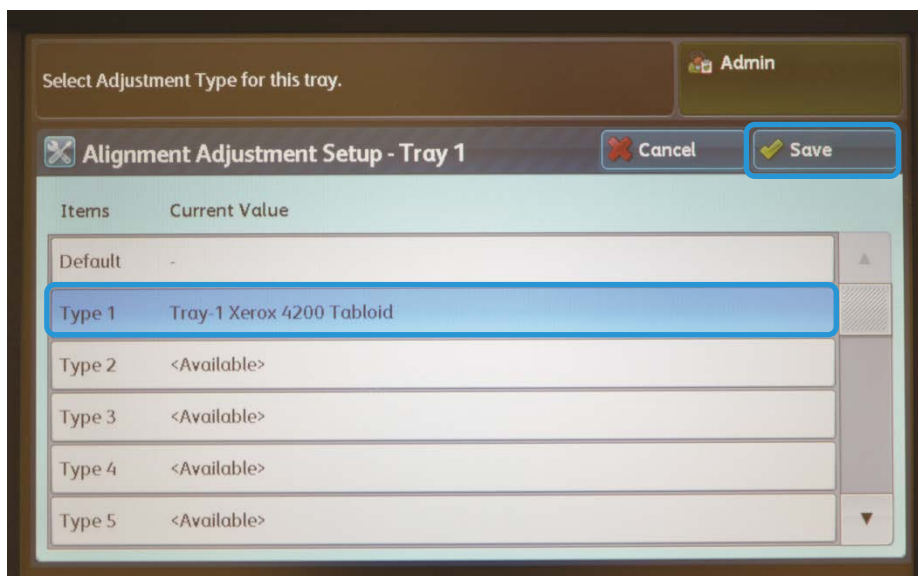 Select Adjustment Type for this tray.
Admin
Alignment Adjustment Setup - Tray 1
Cancel
Save
Items Current Value
Default -
Type 1 Tray-1 Xerox 4200 Tabloid
Type 2 <Available>
Type 3 <Available>
Type 4 <Available>
Type 5 <Available>